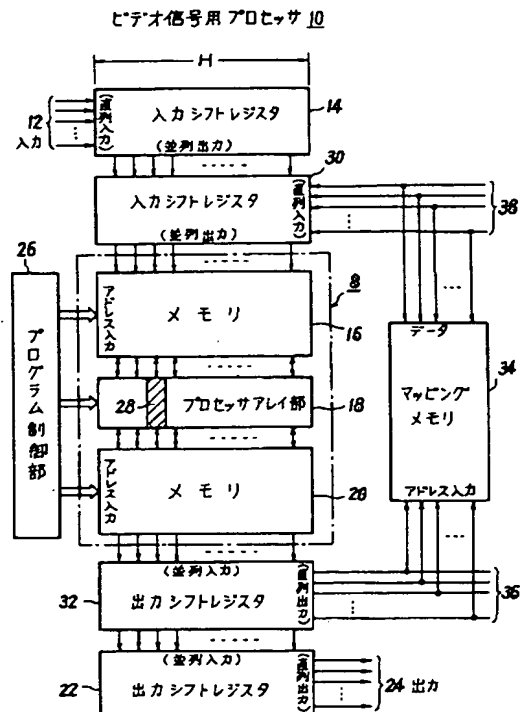 ビデオ信号用プロセッサ 10
H
12
入力
(直列入力)
入力シフトレジスタ
(並列出力)
14
30
入力シフトレジスタ
(並列出力)
(直列入力)
38
26
プログラム制御部
8
アドレス入力
メモリ
16
28
プロセッサアレイ部
18
アドレス入力
メモリ
20
データ
マッピング
メモリ
アドレス入力
34
(並列入力)
32
出力シフトレジスタ
(直列出力)
36
(並列入力)
22
出力シフトレジスタ
(直列出力)
24 出力